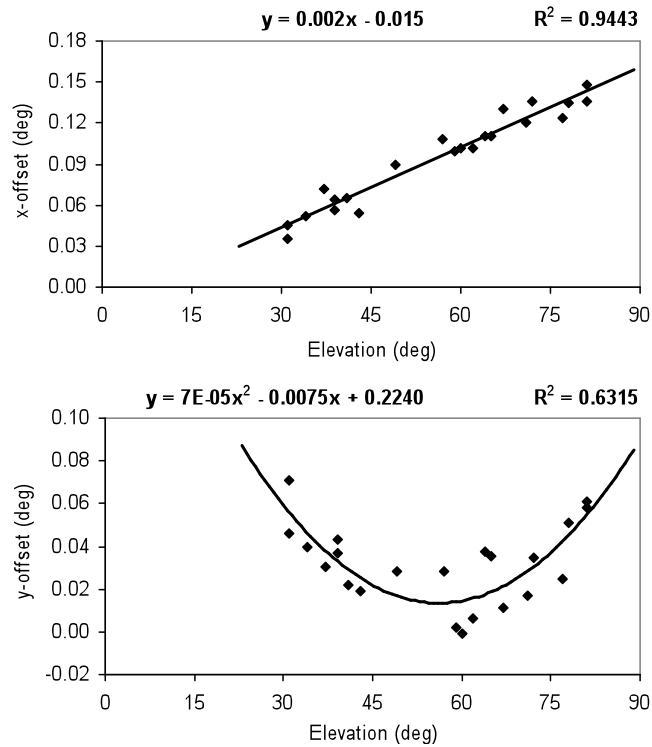 y = 0.002x - 0.015 R² = 0.9443
0.18
0.15
0.12
0.09
0.06
0.03
0.00
x-offset (deg)
0 15 30 45 60 75 90
Elevation (deg)
y = 7E-05x² - 0.0075x + 0.2240 R² = 0.6315
0.10
0.08
0.06
0.04
0.02
0.00
-0.02
y-offset (deg)
0 15 30 45 60 75 90
Elevation (deg)